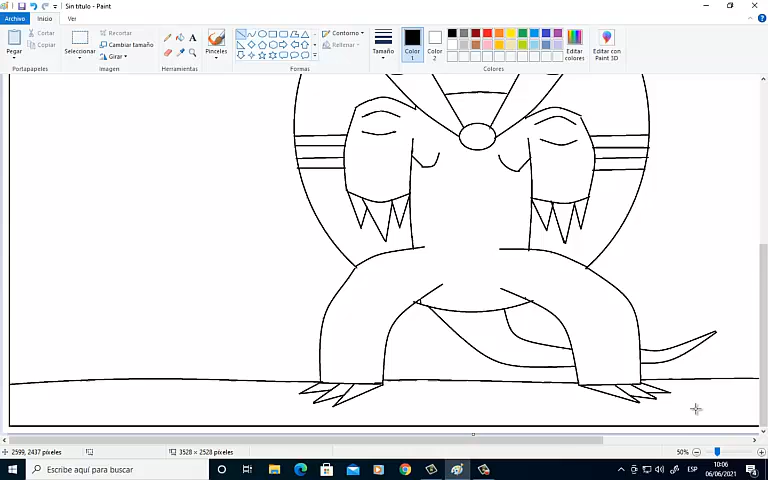 Sin título - Paint
Archivo Inicio Ver
Pegar
Cortar
Copiar
Portapapeles
Seleccionar
Recortar
Cambiar tamaño
Girar
Imagen
A
Herramientas
Pinceles
Contorno
Rellenar
Formas
Tamaño
Color 1
Color 2
Editar colores
Editar con Paint 3D
Colores
2599, 2437 píxeles
3528 × 2528 píxeles
50%
Escribe aquí para buscar
ESP
10:06
06/06/2021